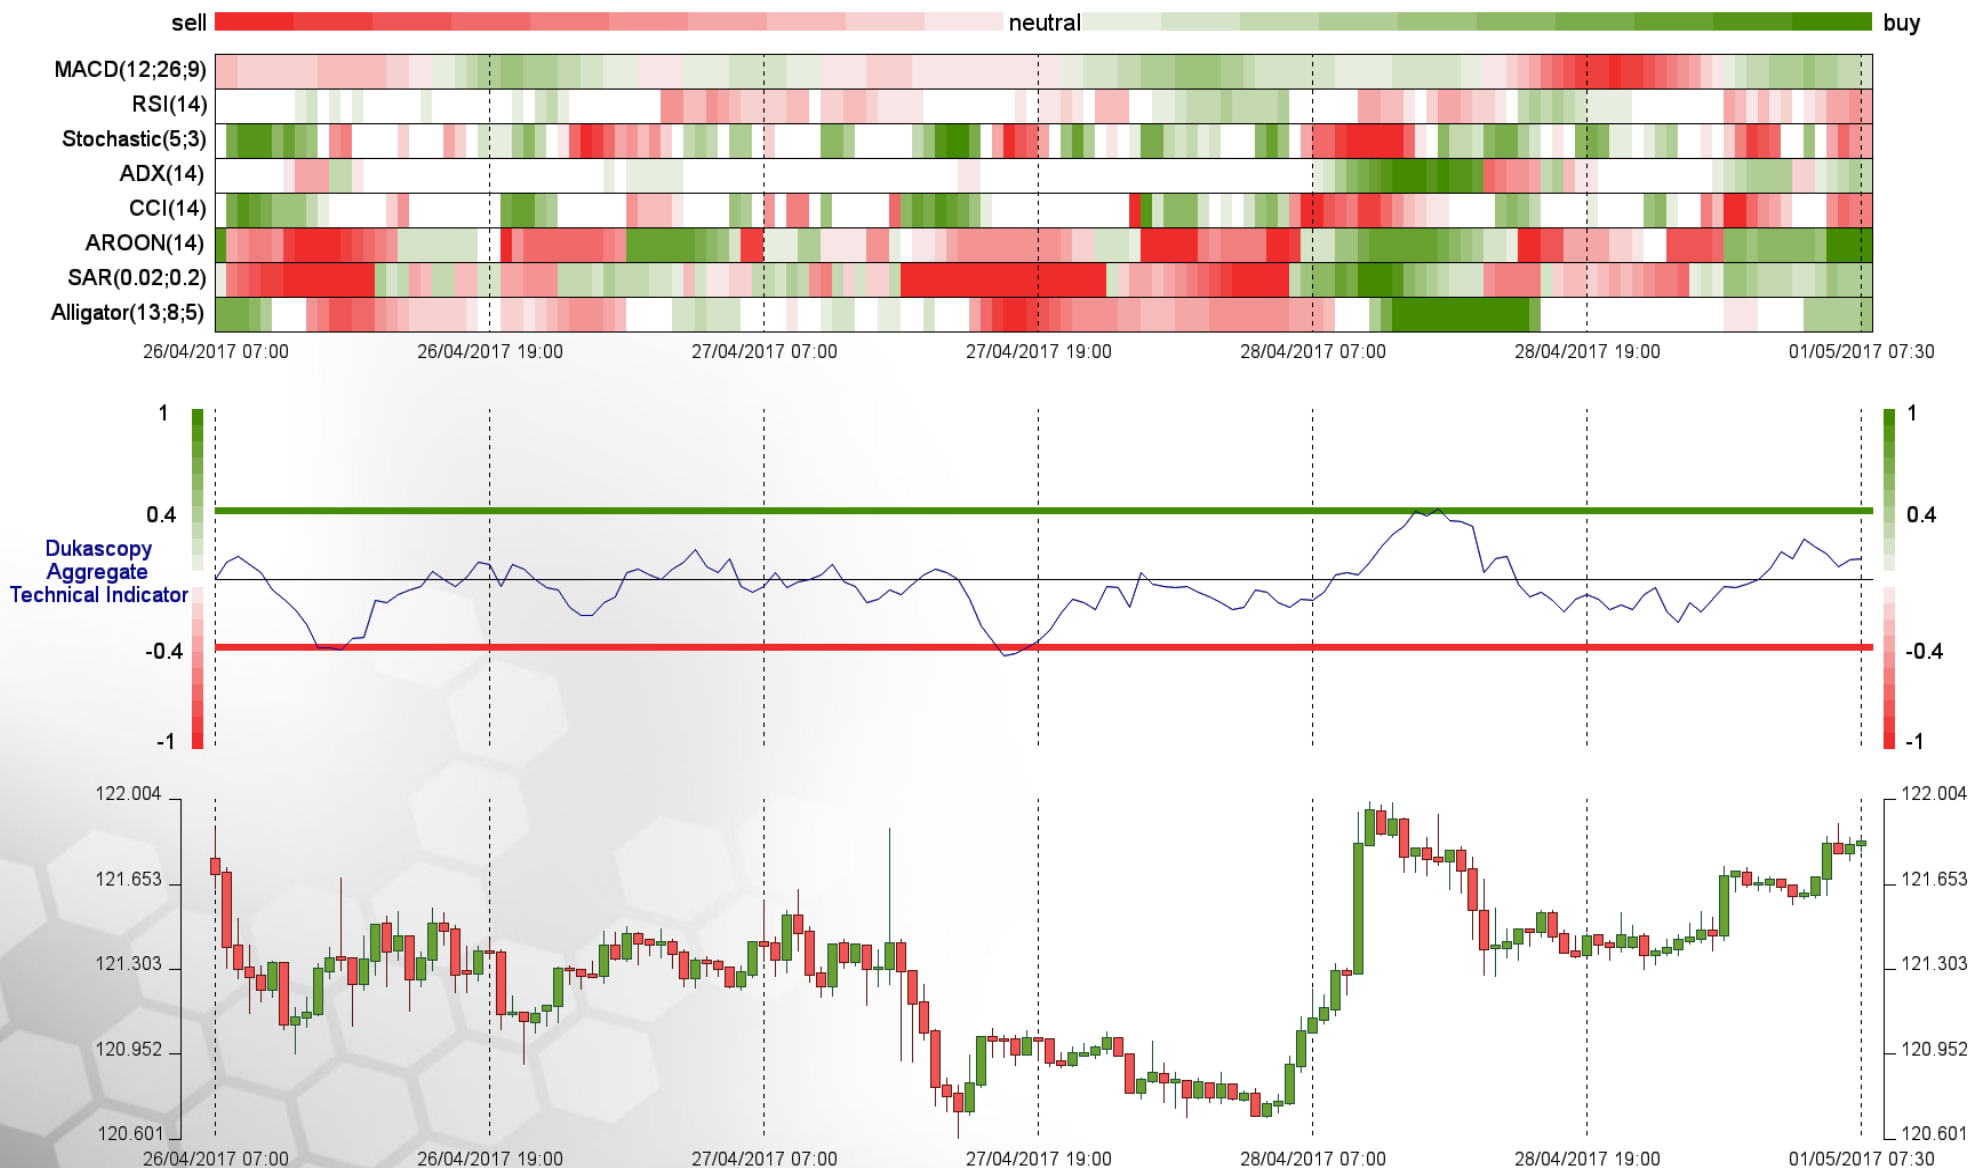 sell neutral buy
MACD(12;26;9)
RSI(14)
Stochastic(5;3)
ADX(14)
CCI(14)
AROON(14)
SAR(0.02;0.2)
Alligator(13;8;5)
26/04/2017 07:00 26/04/2017 19:00 27/04/2017 07:00 27/04/2017 19:00 28/04/2017 07:00 28/04/2017 19:00 01/05/2017 07:30
1 1
0.4 0.4
Dukascopy
Aggregate
Technical Indicator
-0.4 -0.4
-1 -1
122.004 122.004
121.653 121.653
121.303 121.303
120.952 120.952
120.601 120.601
26/04/2017 07:00 26/04/2017 19:00 27/04/2017 07:00 27/04/2017 19:00 28/04/2017 07:00 28/04/2017 19:00 01/05/2017 07:30